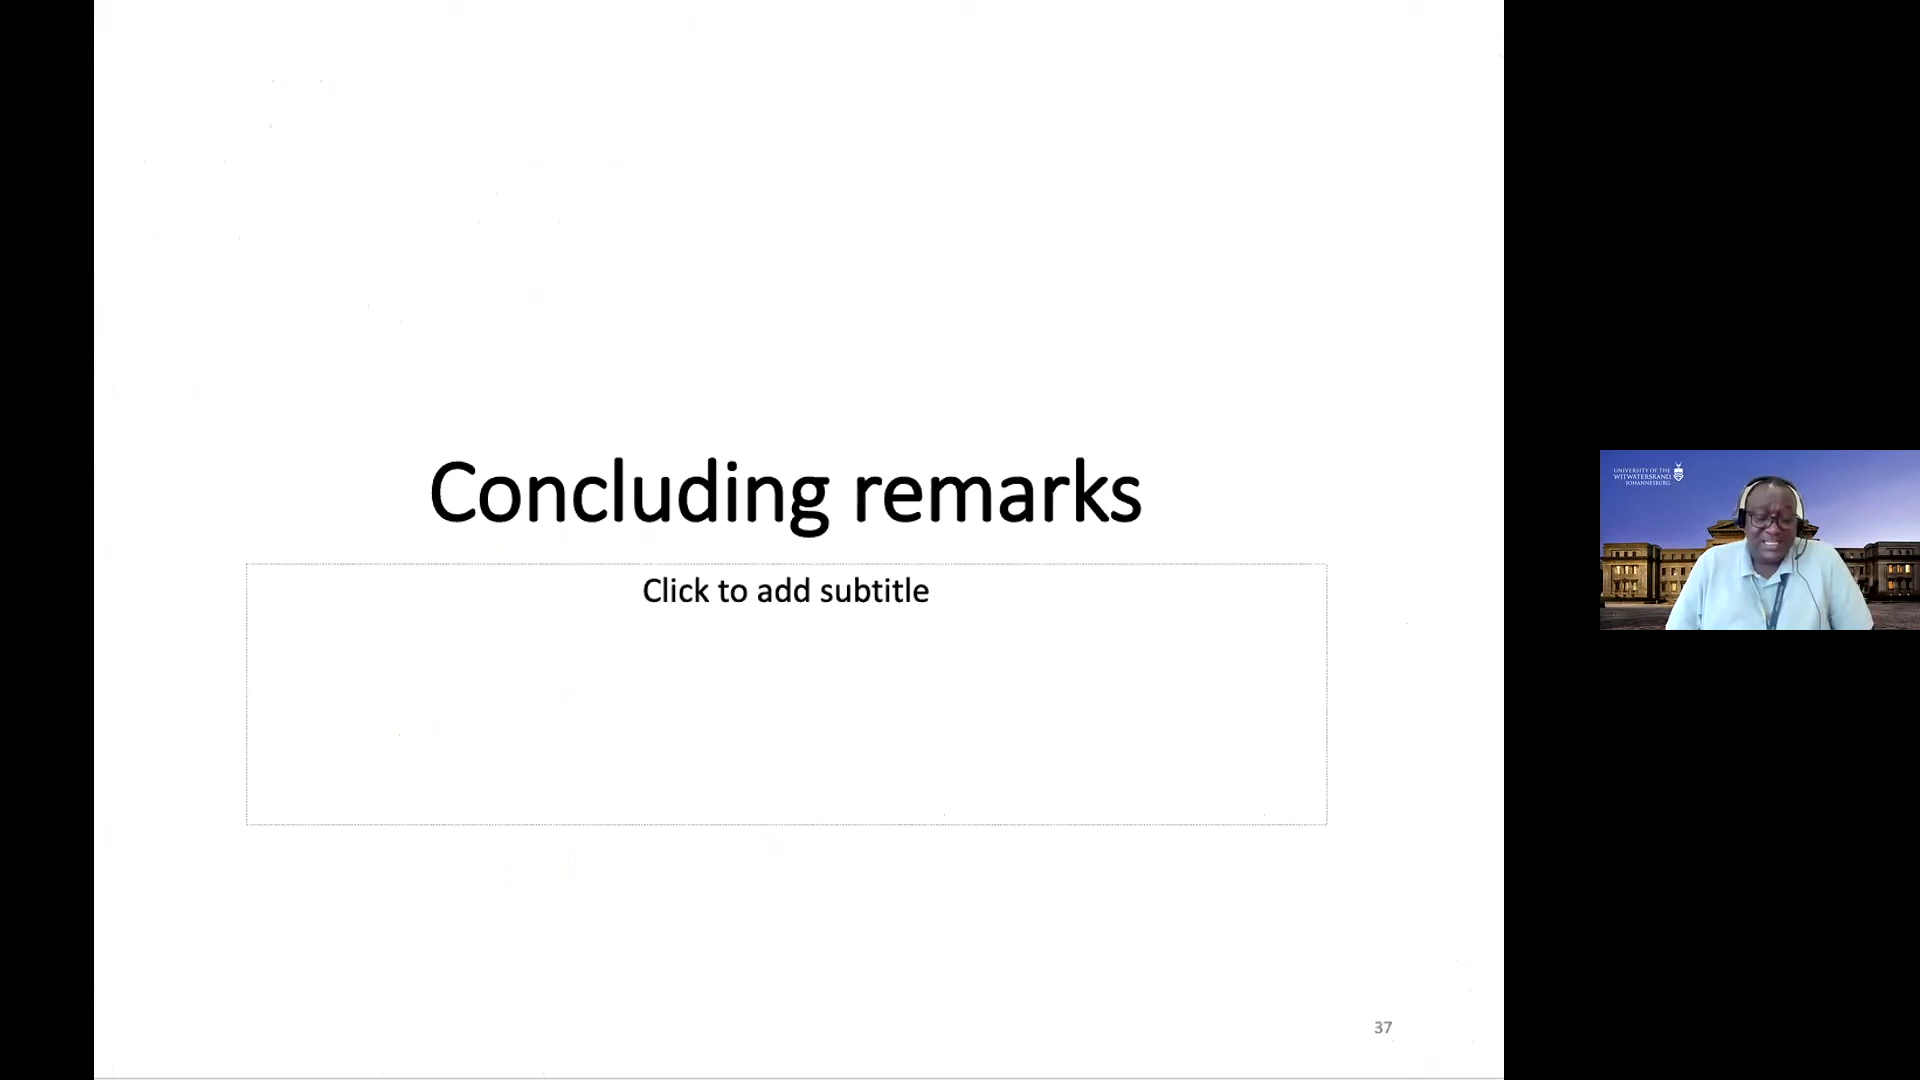 Concluding remarks
Click to add subtitle
37
UNIVERSITY OF THE
WITWATERSRAND,
JOHANNESBURG